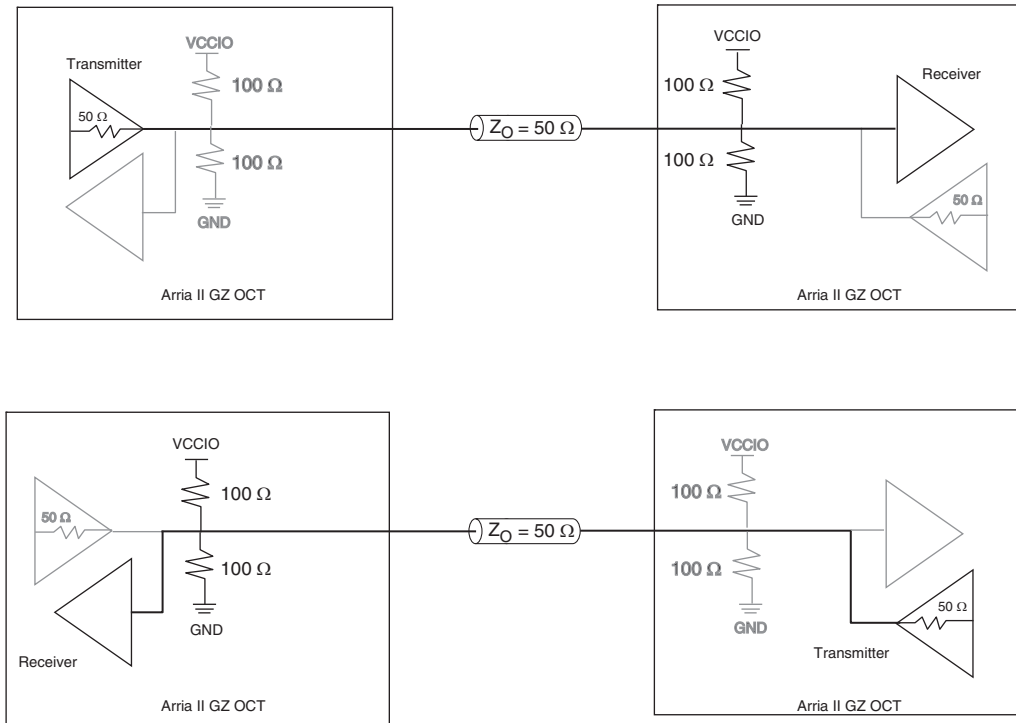 VCCIO
VCCIO
Transmitter
Receiver
100 Ω
100 Ω
50 Ω
Z_O = 50 Ω
100 Ω
100 Ω
50 Ω
GND
GND
Arria II GZ OCT
Arria II GZ OCT
VCCIO
VCCIO
100 Ω
100 Ω
50 Ω
Z_O = 50 Ω
100 Ω
100 Ω
50 Ω
GND
GND
Receiver
Transmitter
Arria II GZ OCT
Arria II GZ OCT